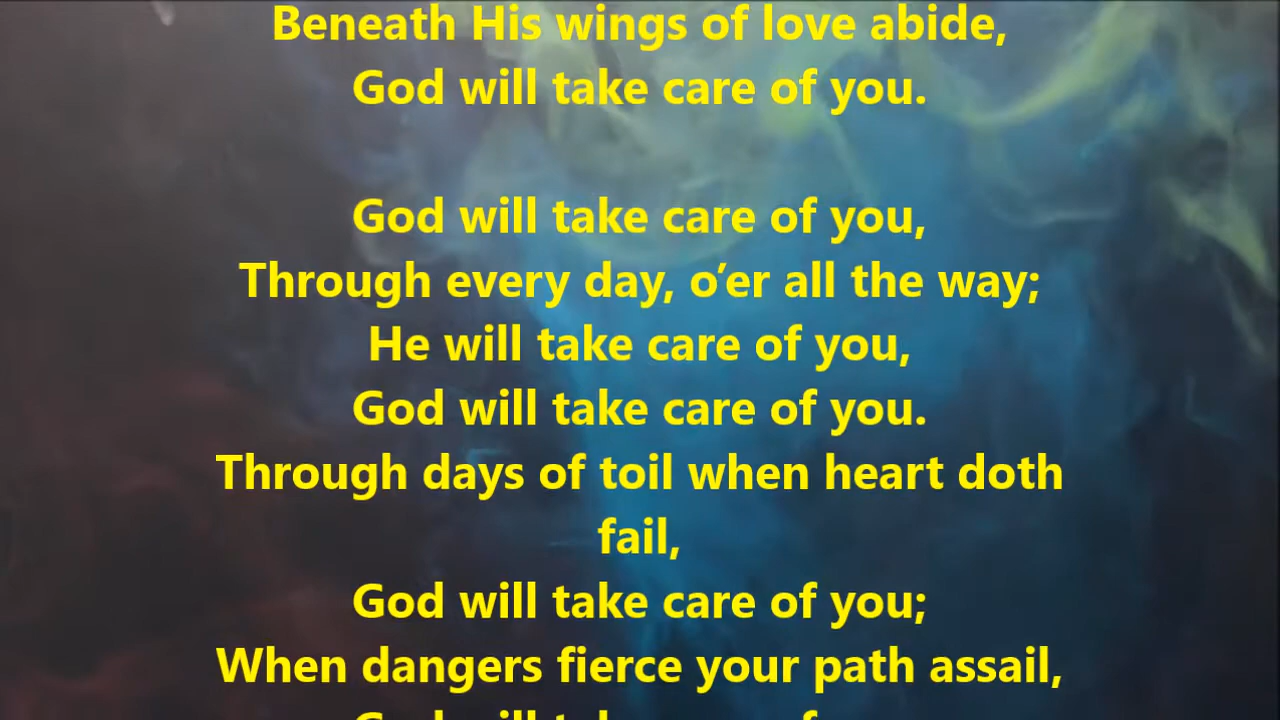 Beneath His wings of love abide,
God will take care of you.
God will take care of you,
Through every day, o’er all the way;
He will take care of you,
God will take care of you.
Through days of toil when heart doth
fail,
God will take care of you;
When dangers fierce your path assail,